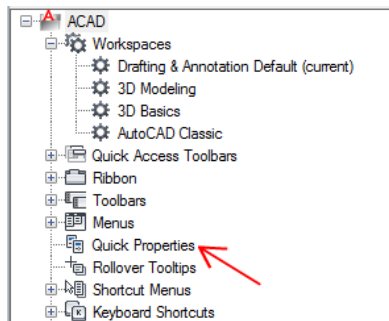 ACAD
Workspaces
Drafting & Annotation Default (current)
3D Modeling
3D Basics
AutoCAD Classic
Quick Access Toolbars
Ribbon
Toolbars
Menus
Quick Properties
Rollover Tooltips
Shortcut Menus
Keyboard Shortcuts